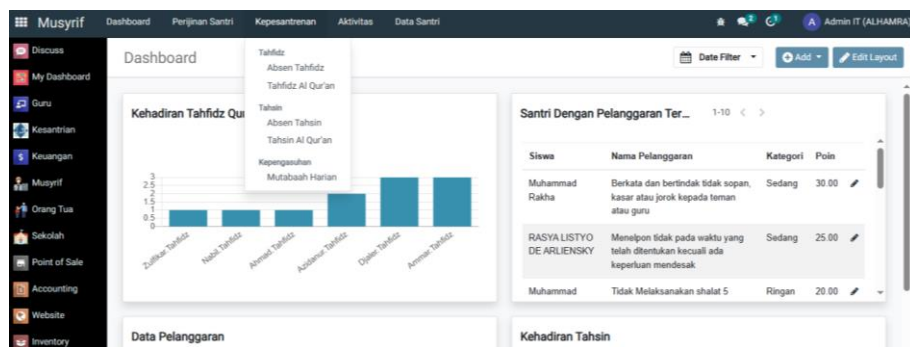 Musyrif
Dashboard
Perijinan Santri
Kepesantrenan
Aktivitas
Data Santri
2
Admin IT (ALHAMRA)
Discuss
My Dashboard
Guru
Kesantrian
Keuangan
Musyrif
Orang Tua
Sekolah
Point of Sale
Accounting
Website
Inventory
Dashboard
Tahfidz
Absen Tahfidz
Tahfidz Al Qur'an
Tahsin
Absen Tahsin
Tahsin Al Qur'an
Kepengasuhan
Mutabaah Harian
Date Filter
Add
Edit Layout
Kehadiran Tahfidz Qu
3
2.5
2
1.5
1
0.5
0
Zulfikar.Tahfidz
Nabil.Tahfidz
Ahmad.Tahfidz
Azidanur.Tahfidz
Djaler.Tahfidz
Ammar.Tahfidz
Santri Dengan Pelanggaran Ter...
1-10
Siswa Nama Pelanggaran Kategori Poin
Muhammad Rakha
Berkata dan bertindak tidak sopan,
kasar atau jorok kepada teman
atau guru
Sedang 30.00
RASYA LISTYO
DE ARLIENSKY
Menelpon tidak pada waktu yang
telah ditentukan kecuali ada
keperluan mendesak
Sedang 25.00
Muhammad Tidak Melaksanakan shalat 5 Ringan 20.00
Data Pelanggaran
Kehadiran Tahsin